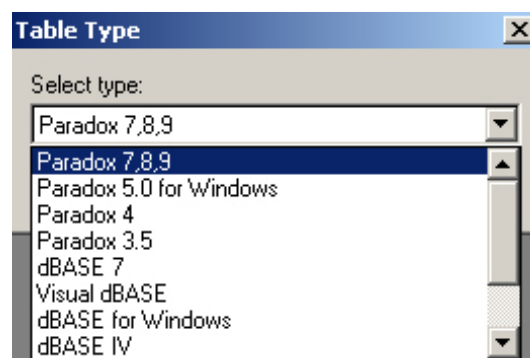 Table Type
Select type:
Paradox 7,8,9
Paradox 7,8,9
Paradox 5.0 for Windows
Paradox 4
Paradox 3.5
dBASE 7
Visual dBASE
dBASE for Windows
dBASE IV